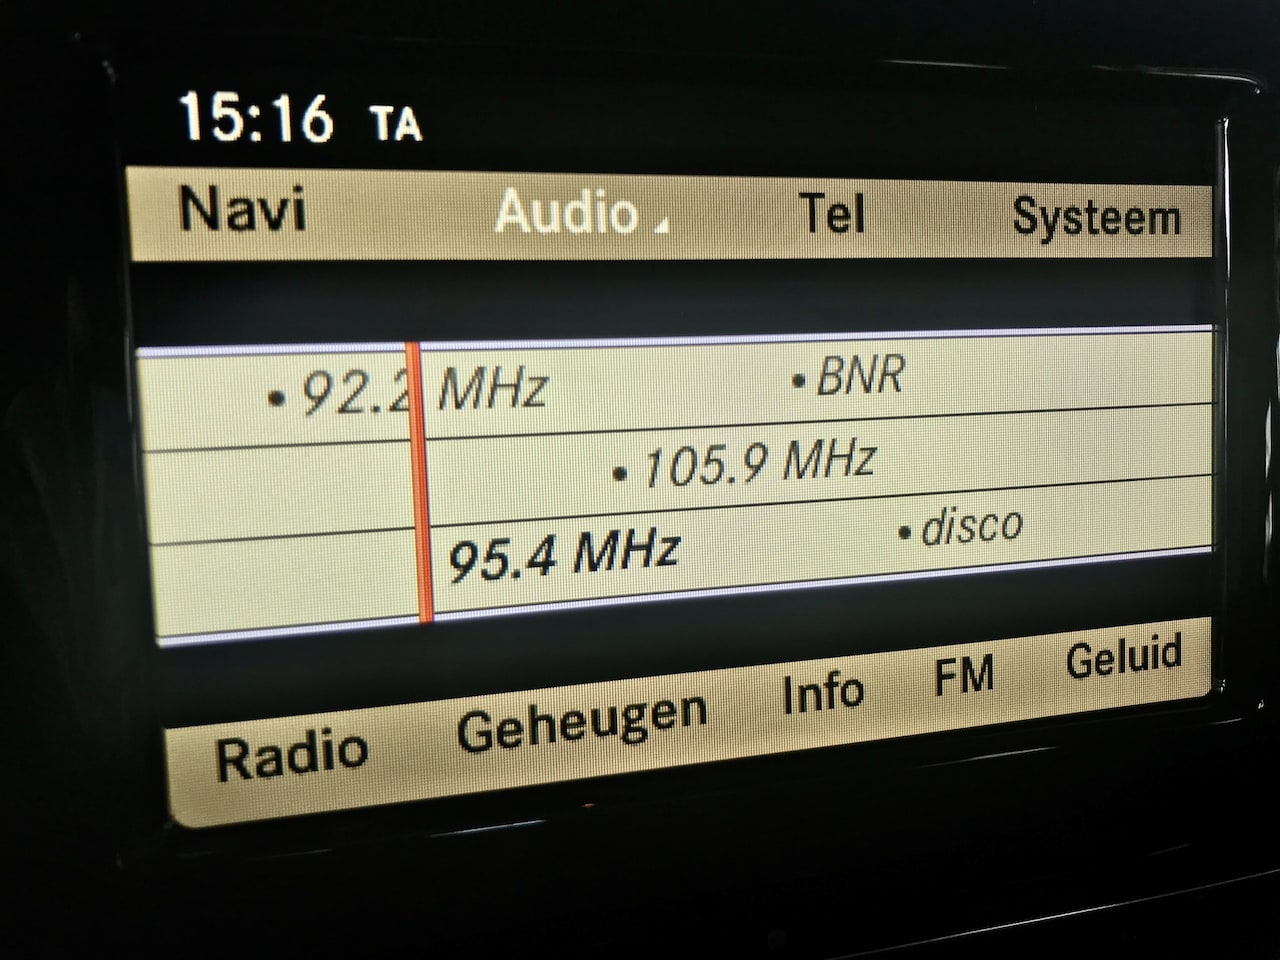 15:16 TA
Navi Audio Tel Systeem
• 92.2 MHz • BNR
• 105.9 MHz
95.4 MHz • disco
Radio Geheugen Info FM Geluid